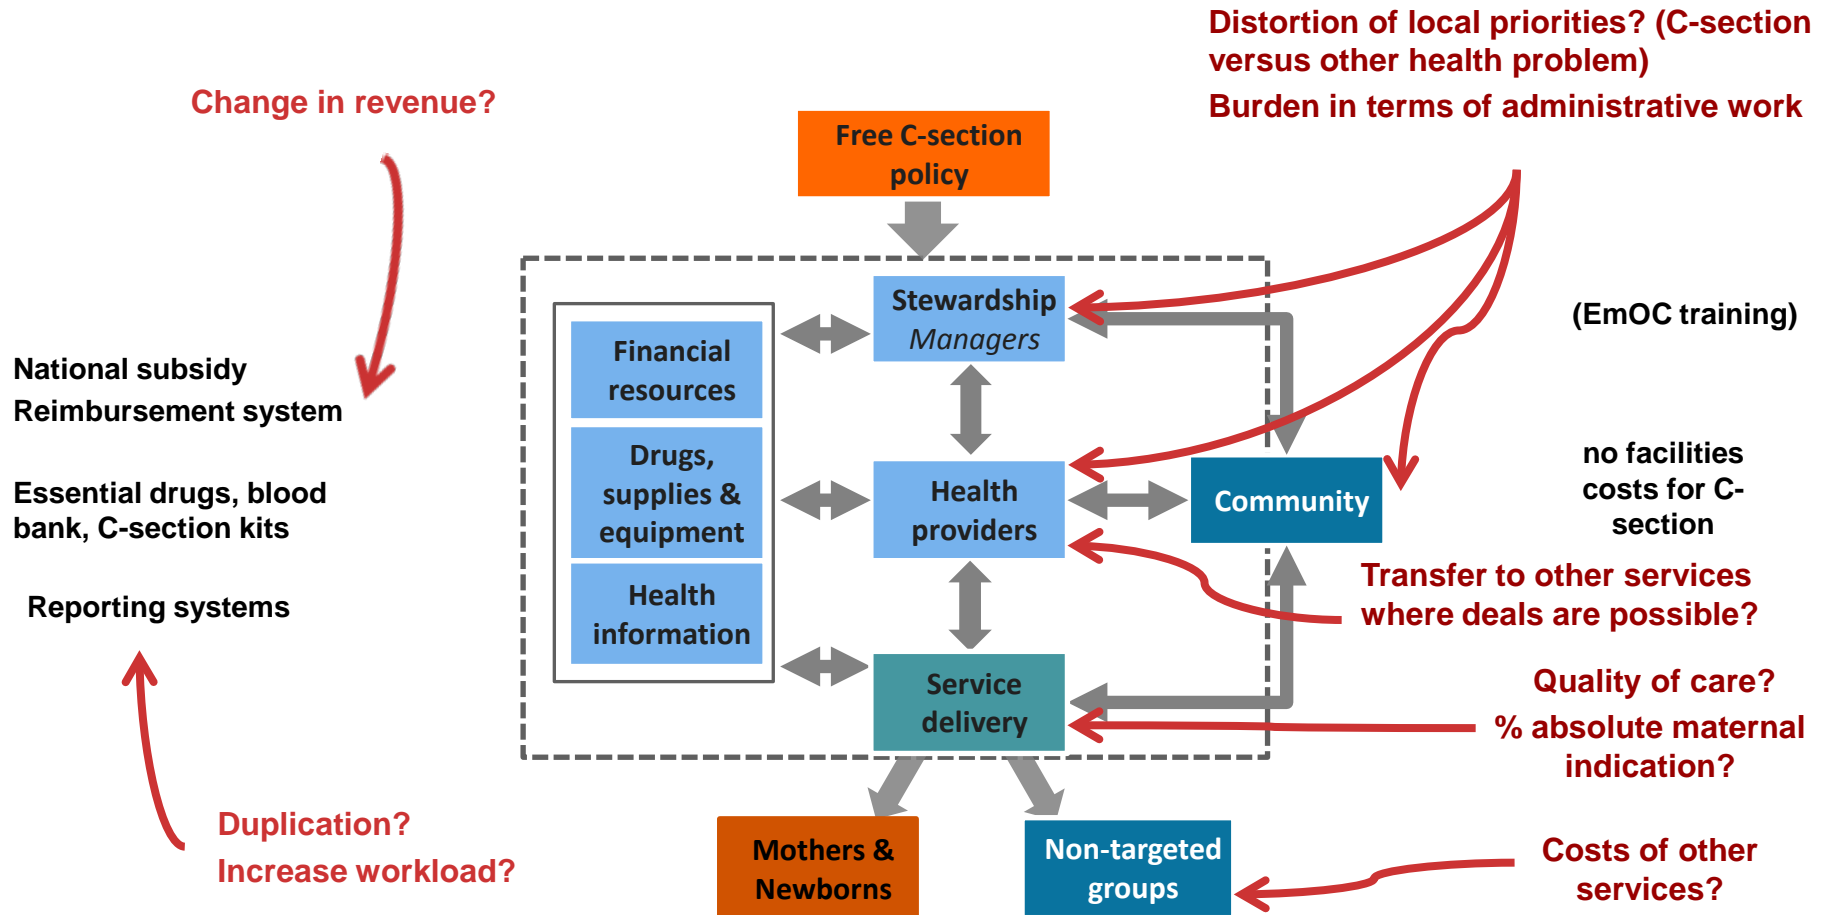 Distortion of local priorities? (C-section
versus other health problem)
Burden in terms of administrative work
Change in revenue?
Free C-section
policy
Stewardship
Managers
(EmOC training)
Financial
resources
National subsidy
Reimbursement system
Drugs,
supplies &
equipment
Health
providers
Community
no facilities
costs for C-
section
Essential drugs, blood
bank, C-section kits
Transfer to other services
where deals are possible?
Health
information
Reporting systems
Service
delivery
Quality of care?
% absolute maternal
indication?
Duplication?
Increase workload?
Mothers &
Newborns
Non-targeted
groups
Costs of other
services?